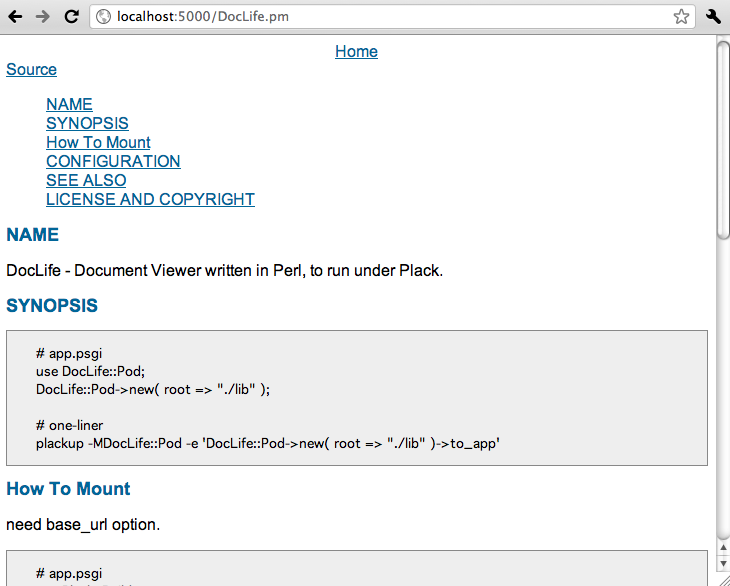 localhost:5000/DocLife.pm
Home
Source
NAME
SYNOPSIS
How To Mount
CONFIGURATION
SEE ALSO
LICENSE AND COPYRIGHT
NAME
DocLife - Document Viewer written in Perl, to run under Plack.
SYNOPSIS
# app.psgi
use DocLife::Pod;
DocLife::Pod->new( root => "./lib" );
# one-liner
plackup -MDocLife::Pod -e 'DocLife::Pod->new( root => "./lib" )->to_app'
How To Mount
need base_url option.
# app.psgi